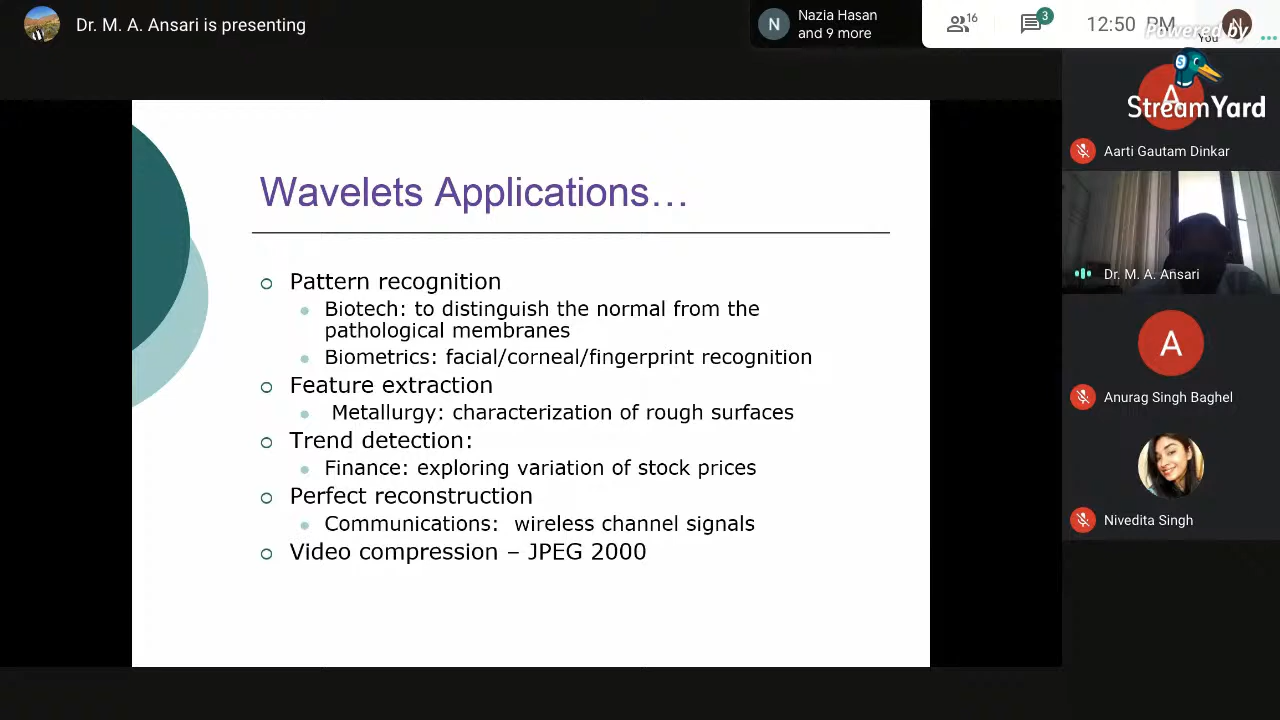 Dr. M. A. Ansari is presenting
N
Nazia Hasan
and 9 more
16
3
12:50 PM
N
You
Powered by
StreamYard
A
Aarti Gautam Dinkar
Dr. M. A. Ansari
A
Anurag Singh Baghel
Nivedita Singh
Wavelets Applications…
Pattern recognition
Biotech: to distinguish the normal from the
pathological membranes
Biometrics: facial/corneal/fingerprint recognition
Feature extraction
Metallurgy: characterization of rough surfaces
Trend detection:
Finance: exploring variation of stock prices
Perfect reconstruction
Communications:  wireless channel signals
Video compression – JPEG 2000